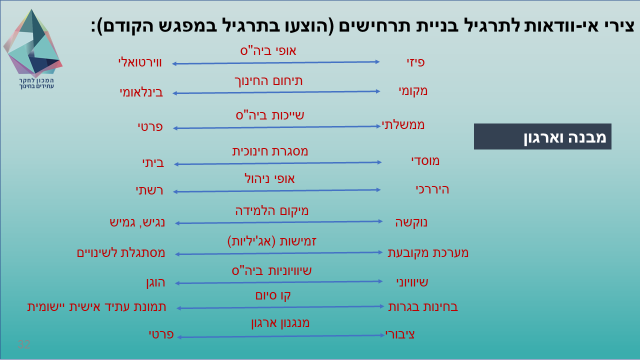 צירי אי-וודאות לתרגיל בניית תרחישים (הוצעו בתרגיל במפגש הקודם):
המכון לחקר
עתידים בחינוך
מבנה וארגון
פיזי אופי ביה"ס ווירטואלי
מקומי תיחום החינוך בינלאומי
ממשלתי שייכות ביה"ס פרטי
מוסדי מסגרת חינוכית ביתי
היררכי אופי ניהול רשתי
נוקשה מיקום הלמידה נגיש, גמיש
מערכת מקובעת זמישות (אג'יליות) מסתגלת לשינויים
שיוויוני שיוויוניות ביה"ס הוגן
בחינות בגרות קו סיום תמונת עתיד אישית יישומית
ציבורי מנגנון ארגון פרטי